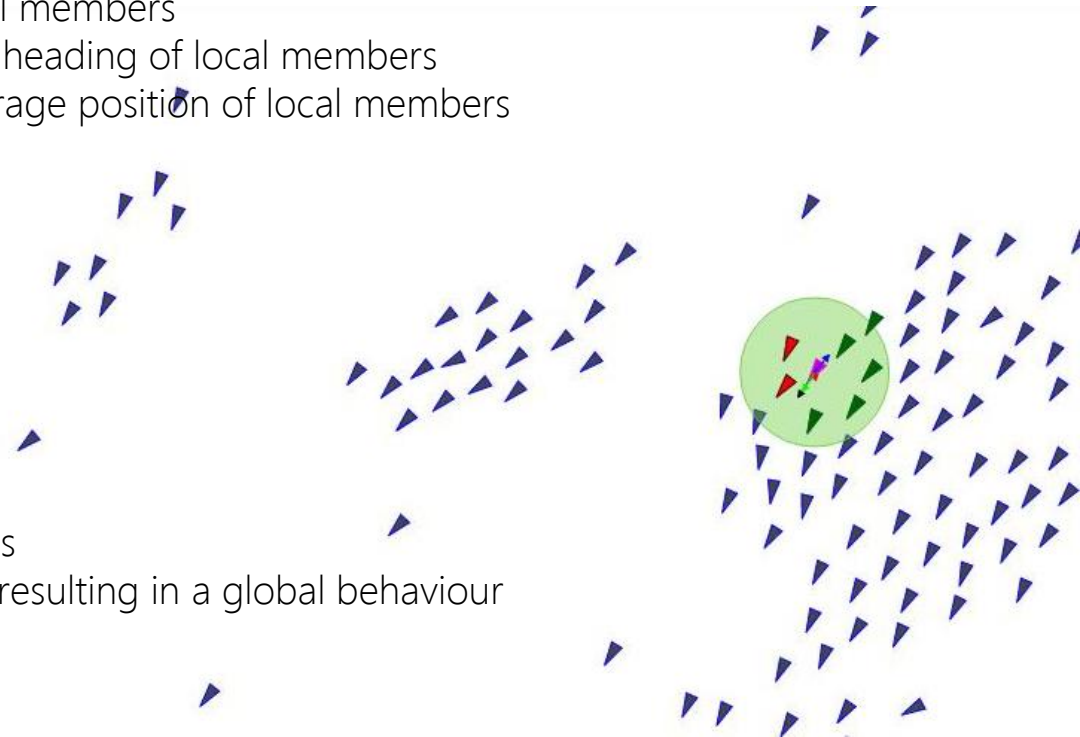 l members
heading of local members
rage position of local members
s
resulting in a global behaviour